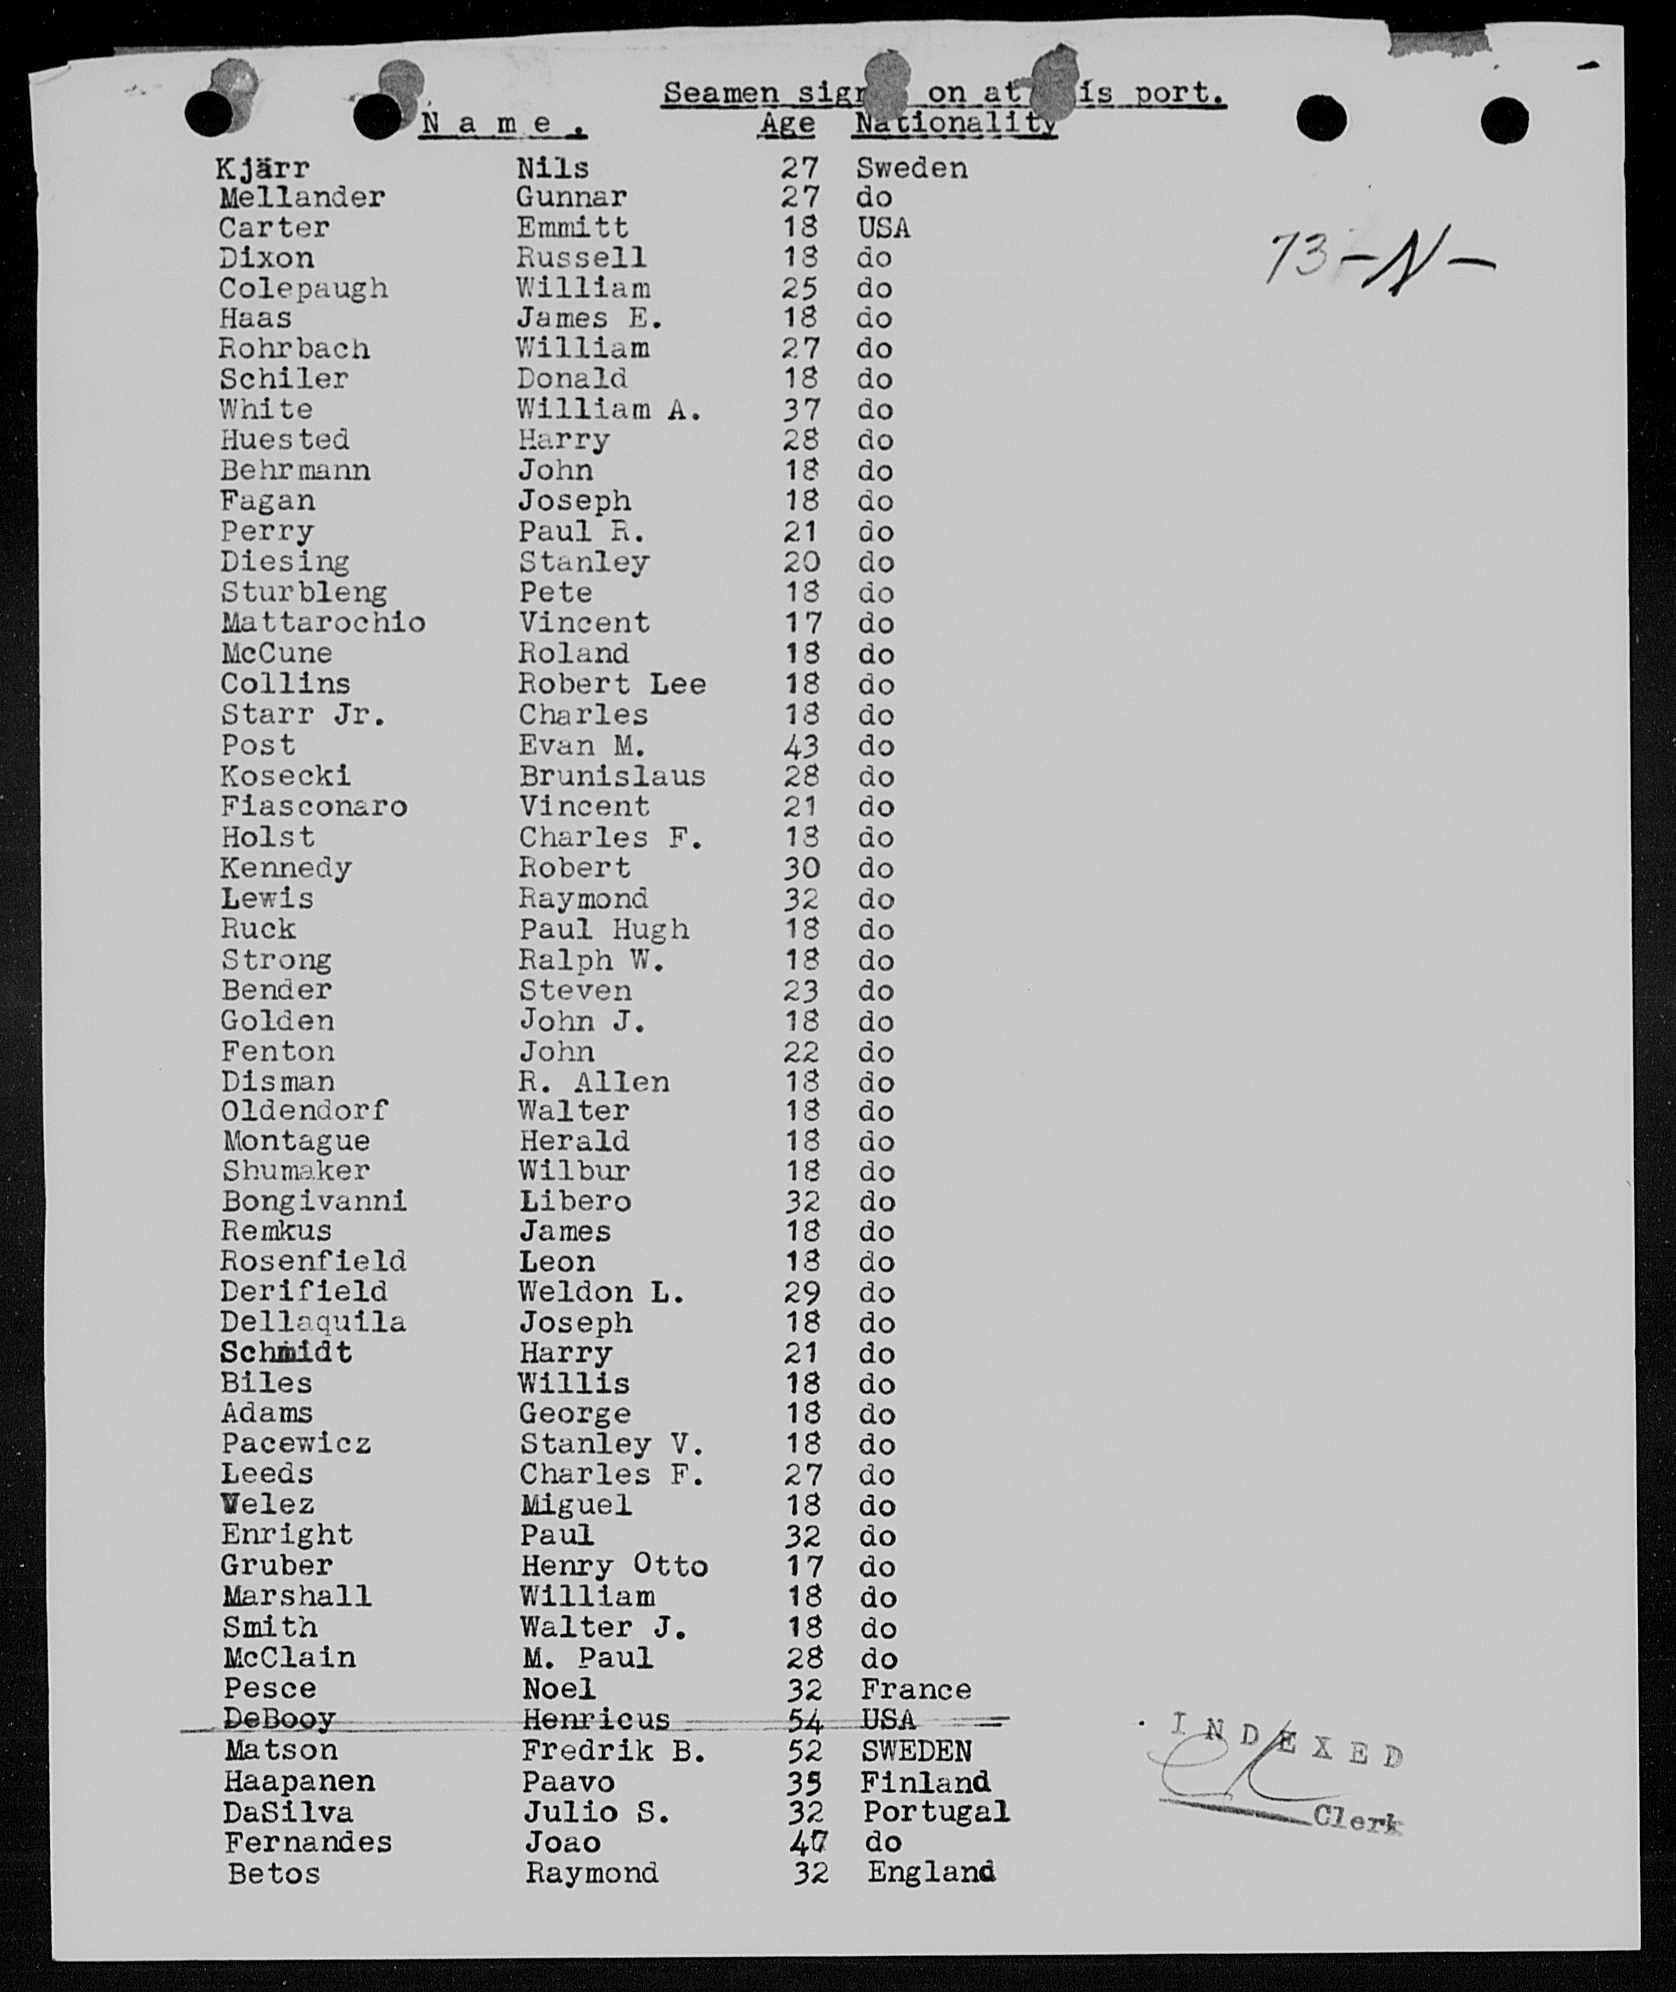 Seamen sig on at is port.
Name. Age Nationality
Kjärr Nils 27 Sweden
Mellander Gunnar 27 do
Carter Emmitt 18 USA
Dixon Russell 18 do
73-N-
Colepaugh William 25 do
Haas James E. 18 do
Rohrbach William 27 do
Schiler Donald 18 do
White William A. 37 do
Huested Harry 28 do
Behrmann John 18 do
Fagan Joseph 18 do
Perry Paul R. 21 do
Diesing Stanley 20 do
Sturbleng Pete 18 do
Mattarochio Vincent 17 do
McCune Roland 18 do
Collins Robert Lee 18 do
Starr Jr. Charles 18 do
Post Evan M. 43 do
Kosecki Brunislaus 28 do
Fiasconaro Vincent 21 do
Holst Charles F. 18 do
Kennedy Robert 30 do
Lewis Raymond 32 do
Ruck Paul Hugh 18 do
Strong Ralph W. 18 do
Bender Steven 23 do
Golden John J. 18 do
Fenton John 22 do
Disman R. Allen 18 do
Oldendorf Walter 18 do
Montague Herald 18 do
Shumaker Wilbur 18 do
Bongivanni Libero 32 do
Remkus James 18 do
Rosenfield Leon 18 do
Derifield Weldon L. 29 do
Dellaquila Joseph 18 do
Schmidt Harry 21 do
Biles Willis 18 do
Adams George 18 do
Pacewicz Stanley V. 18 do
Leeds Charles F. 27 do
Velez Miguel 18 do
Enright Paul 32 do
Gruber Henry Otto 17 do
Marshall William 18 do
Smith Walter J. 18 do
McClain M. Paul 28 do
Pesce Noel 32 France
DeBooy Henricus 54 USA
Matson Fredrik B. 52 SWEDEN
INDEXED
Haapanen Paavo 35 Finland
DaSilva Julio S. 32 Portugal
Clerk
Fernandes Joao 47 do
Betos Raymond 32 England